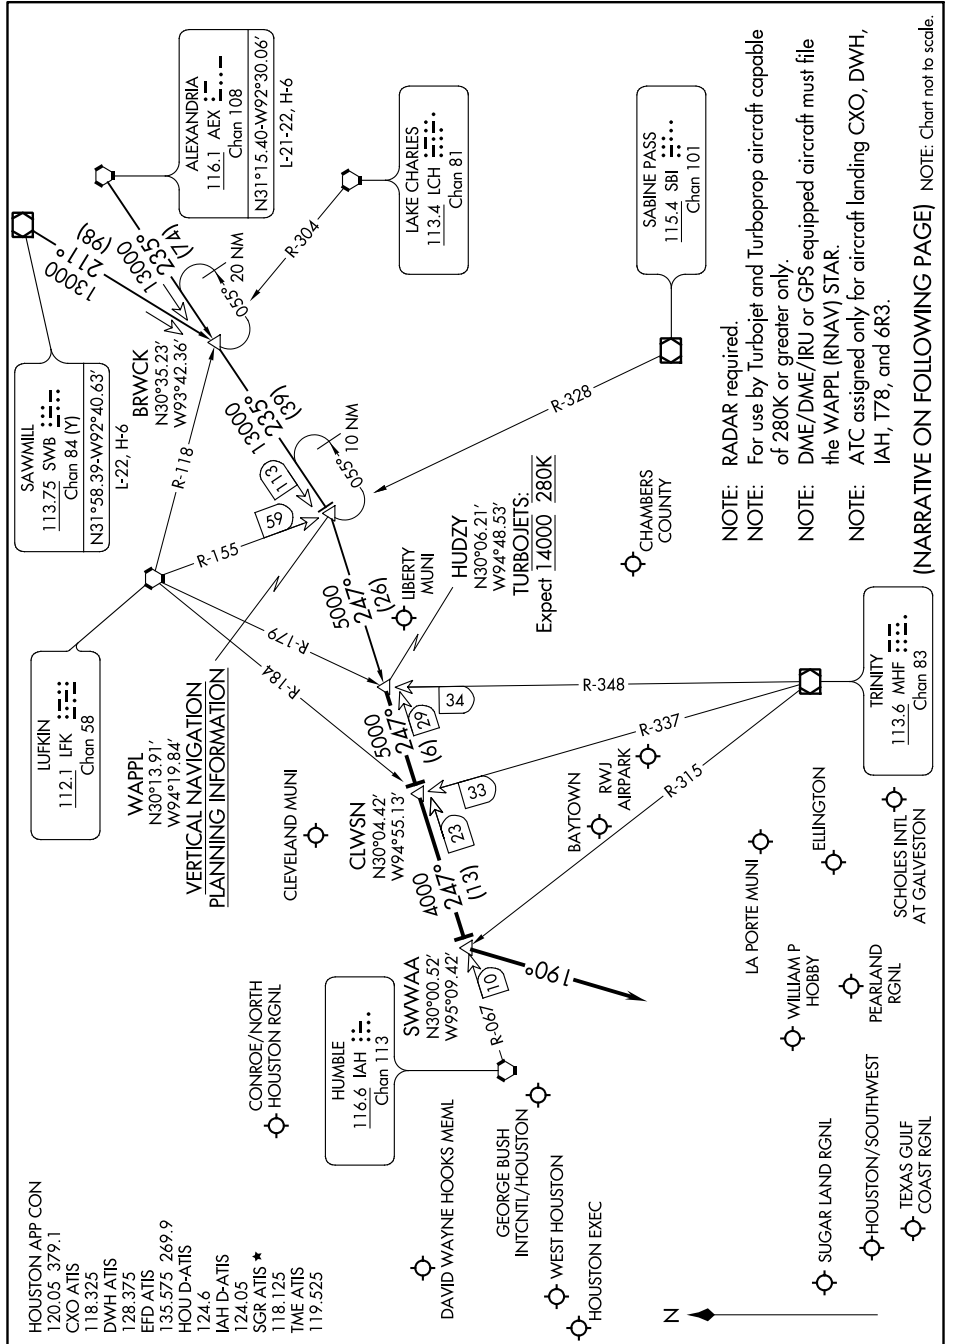 HOUSTON APP CON
120.05 379.1
CXO ATIS
118.325
DWH ATIS
128.375
EFD ATIS
135.575 269.9
HOU D-ATIS
124.6
IAH D-ATIS
124.05
SGR ATIS ★
118.125
TME ATIS
119.525
LUFKIN
112.1 LFK
Chan 58
SAWMILL
113.75 SWB
Chan 84 (Y)
N31°58.39-W92°40.63'
L-22, H-6
ALEXANDRIA
116.1 AEX
Chan 108
N31°15.40-W92°30.06'
L-21-22, H-6
LAKE CHARLES
113.4 LCH
Chan 81
SABINE PASS
115.4 SBI
Chan 101
TRINITY
113.6 MHF
Chan 83
HUMBLE
116.6 IAH
Chan 113
13000
211°
(98)
13000
235°
(74)
BRWCK
N30°35.23'
W93°42.36'
055° 20 NM
R-304
R-118
13000
235°
(39)
113
59
R-155
055° 10 NM
R-328
WAPPL
N30°13.91'
W94°19.84'
VERTICAL NAVIGATION
PLANNING INFORMATION
5000
247°
(26)
R-179
R-184
HUDZY
N30°06.21'
W94°48.53'
TURBOJETS:
Expect 14000 280K
LIBERTY
MUNI
CHAMBERS
COUNTY
5000
247°
(6)
29
34
R-348
R-337
R-315
33
23
CLWSN
N30°04.42'
W94°55.13'
CLEVELAND MUNI
4000
247°
(13)
SWWAA
N30°00.52'
W95°09.42'
10
R-067
190°
CONROE/NORTH
HOUSTON RGNL
DAVID WAYNE HOOKS MEML
GEORGE BUSH
INTCNTL/HOUSTON
WEST HOUSTON
HOUSTON EXEC
BAYTOWN
RWJ
AIRPARK
LA PORTE MUNI
ELLINGTON
WILLIAM P
HOBBY
PEARLAND
RGNL
SCHOLES INTL
AT GALVESTON
SUGAR LAND RGNL
HOUSTON/SOUTHWEST
TEXAS GULF
COAST RGNL
N
NOTE: RADAR required.
NOTE: For use by Turbojet and Turboprop aircraft capable
of 280K or greater only.
NOTE: DME/DME/IRU or GPS equipped aircraft must file
the WAPPL (RNAV) STAR.
NOTE: ATC assigned only for aircraft landing CXO, DWH,
IAH, T78, and 6R3.
(NARRATIVE ON FOLLOWING PAGE)
NOTE: Chart not to scale.